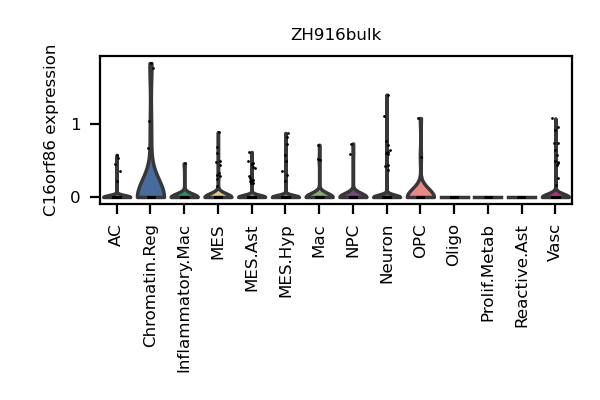 ZH916bulk
C16orf86 expression
1
0
AC
Chromatin.Reg
Inflammatory.Mac
MES
MES.Ast
MES.Hyp
Mac
NPC
Neuron
OPC
Oligo
Prolif.Metab
Reactive.Ast
Vasc